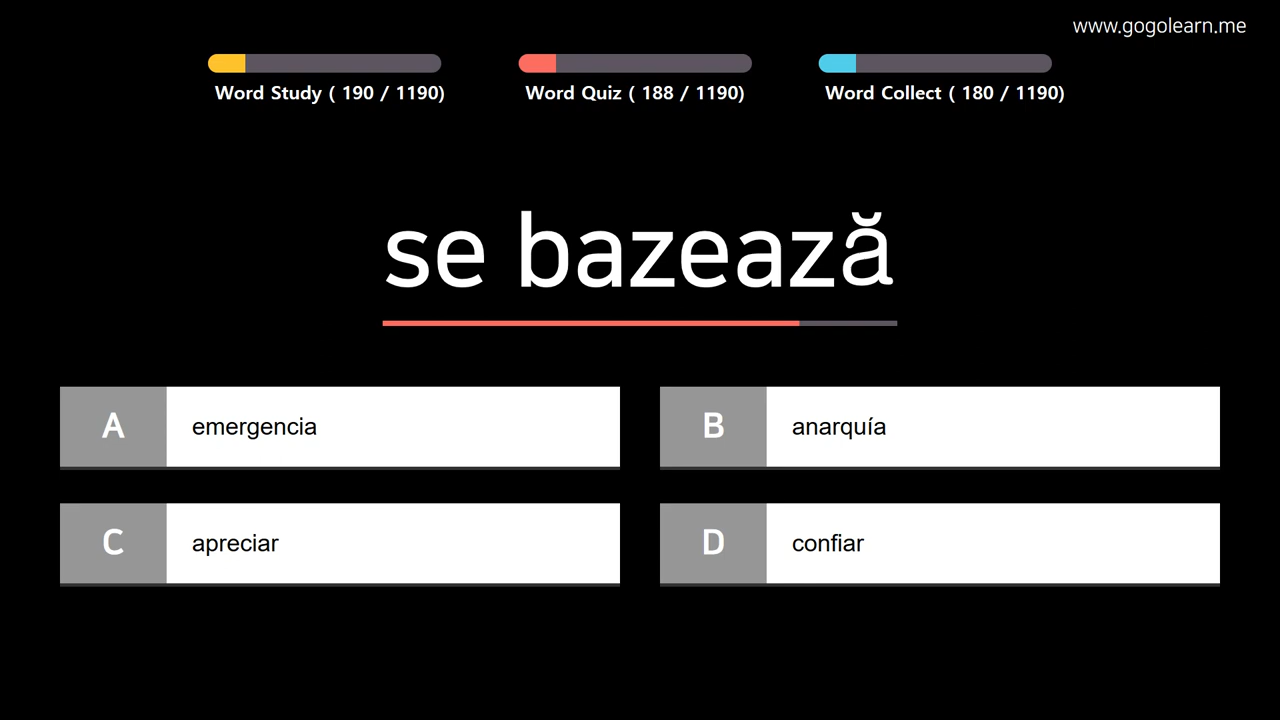 www.gogolearn.me
Word Study ( 190 / 1190)
Word Quiz ( 188 / 1190)
Word Collect ( 180 / 1190)
se bazează
A emergencia
B anarquía
C apreciar
D confiar